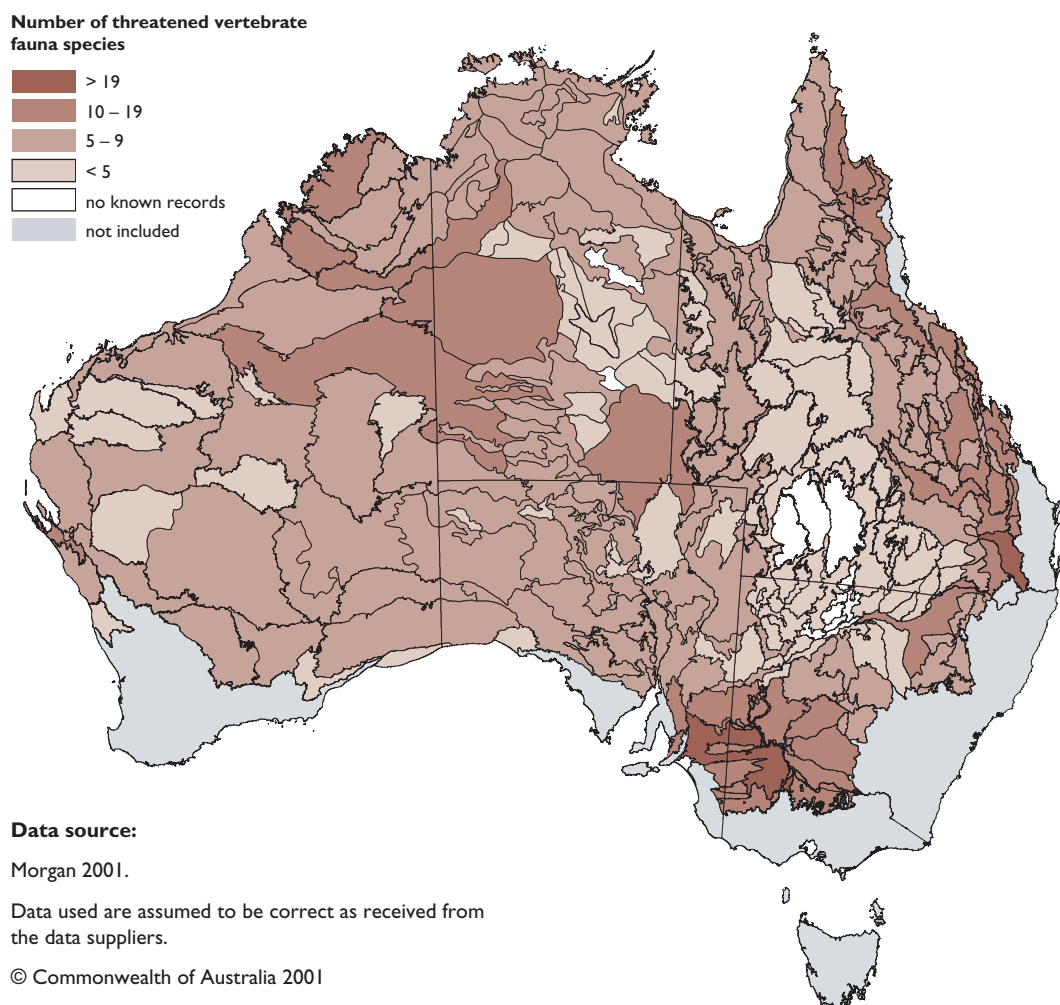 Number of threatened vertebrate
fauna species
> 19
10 – 19
5 – 9
< 5
no known records
not included
Data source:
Morgan 2001.
Data used are assumed to be correct as received from
the data suppliers.
© Commonwealth of Australia 2001